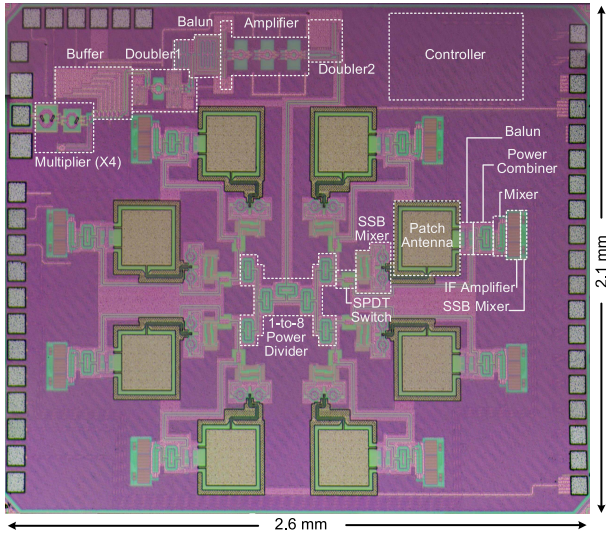 Balun
Amplifier
Buffer
Doubler1
Doubler2
Controller
Multiplier (X4)
Balun
Power
Combiner
Mixer
SSB
Mixer
Patch
Antenna
IF Amplifier
SSB Mixer
SPDT
Switch
1-to-8
Power
Divider
2.1 mm
2.6 mm